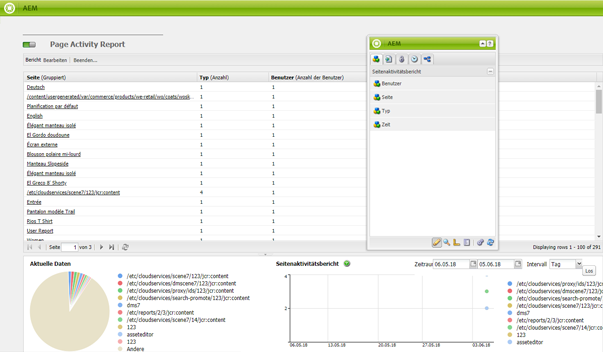 AEM
Page Activity Report
Bericht Bearbeiten Beenden...
Seite (Gruppiert) Typ (Anzahl) Benutzer (Anzahl der Benutzer)
Deutsch 1 1
/content/usergenerated/var/commerce/products/we-retail/wo/coats/wosk... 1 1
Planification par défaut 1 1
English 1 1
Élégant manteau isolé 1 1
El Gordo doudoune 1 1
Écran externe 1 1
Blouson polaire mi-lourd 1 1
Manteau Slopeside 1 1
Élégant manteau isolé 1 1
El Greco 8' Shorty 1 1
/etc/cloudservices/scene7/123/jcr:content 4 1
Entrée 1 1
Pantalon modèle Trail 1 1
Rios T Shirt 1 1
User Report 1 1
Women
Seite 1 von 3
Displaying rows 1 - 100 of 291
AEM
Seitenaktivitätsbericht
Benutzer
Seite
Typ
Zeit
Aktuelle Daten
/etc/cloudservices/scene7/123/jcr:content
/etc/cloudservices/dmscene7/123/jcr:content
/etc/cloudservices/proxy/ids/123/jcr:content
/etc/cloudservices/search-promote/123/jcr:content
dms7
/etc/reports/2/3/jcr:content
/etc/cloudservices/scene7/14/jcr:content
123
asseteditor
123
Andere
Seitenaktivitätsbericht Zeitraum 06.05.18 05.06.18 Intervall Tag
Los
4
2
06.05.18 13.05.18 20.05.18 27.05.18 03.06.18
/etc/cloudservices/scene7/123/jcr:cont
/etc/cloudservices/dmscene7/123/jcr:c
/etc/cloudservices/proxy/ids/123/jcr:c
/etc/cloudservices/search-promote/12
dms7
/etc/reports/2/3/jcr:content
/etc/cloudservices/scene7/14/jcr:conte
123
asseteditor